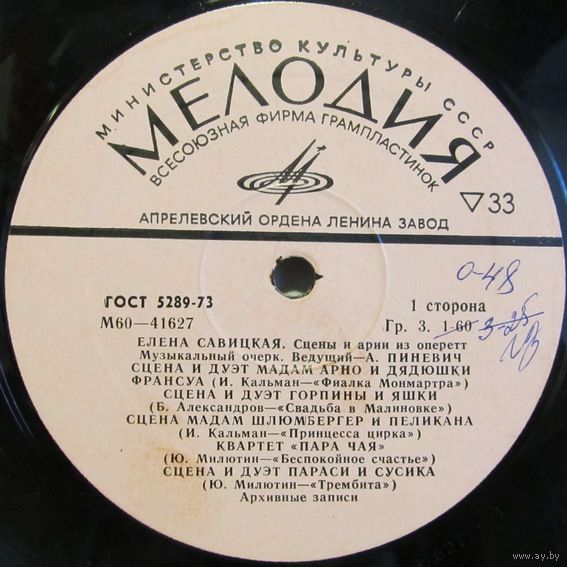 МИНИСТЕРСТВО КУЛЬТУРЫ СССР
МЕЛОДИЯ
ВСЕСОЮЗНАЯ ФИРМА ГРАМПЛАСТИНОК
33
АПРЕЛЕВСКИЙ ОРДЕНА ЛЕНИНА ЗАВОД
0-48
ГОСТ 5289-73
1 сторона
М60—41627
Гр. 3. 1-60
ЕЛЕНА САВИЦКАЯ. Сцены и арии из оперетт
Музыкальный очерк. Ведущий—А. ПИНЕВИЧ
СЦЕНА И ДУЭТ МАДАМ АРНО И ДЯДЮШКИ
ФРАНСУА (И. Кальман—«Фиалка Монмартра»)
СЦЕНА И ДУЭТ ГОРПИНЫ И ЯШКИ
(Б. Александров—«Свадьба в Малиновке»)
СЦЕНА МАДАМ ШЛЮМБЕРГЕР И ПЕЛИКАНА
(И. Кальман—«Принцесса цирка»)
КВАРТЕТ «ПАРА ЧАЯ»
(Ю. Милютин—«Беспокойное счастье»)
СЦЕНА И ДУЭТ ПАРАСИ И СУСИКА
(Ю. Милютин—«Трембита»)
Архивные записи
www.ay.by